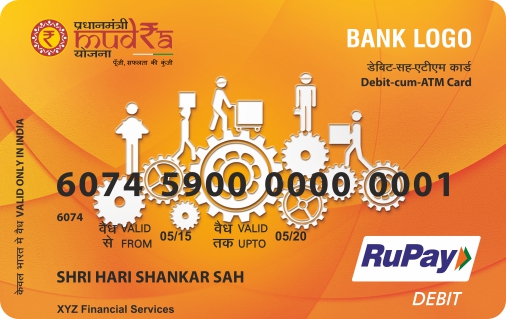 प्रधानमंत्री
mudRa
योजना
पूँजी, सफलता की कुंजी
BANK LOGO
डेबिट-सह-एटीएम कार्ड
Debit-cum-ATM Card
केवल भारत में वैध VALID ONLY IN INDIA
6074 5900 0000 0001
6074
वैध VALID 05/15 वैध VALID 05/20
से FROM तक UPTO
RuPay
SHRI HARI SHANKAR SAH
DEBIT
XYZ Financial Services